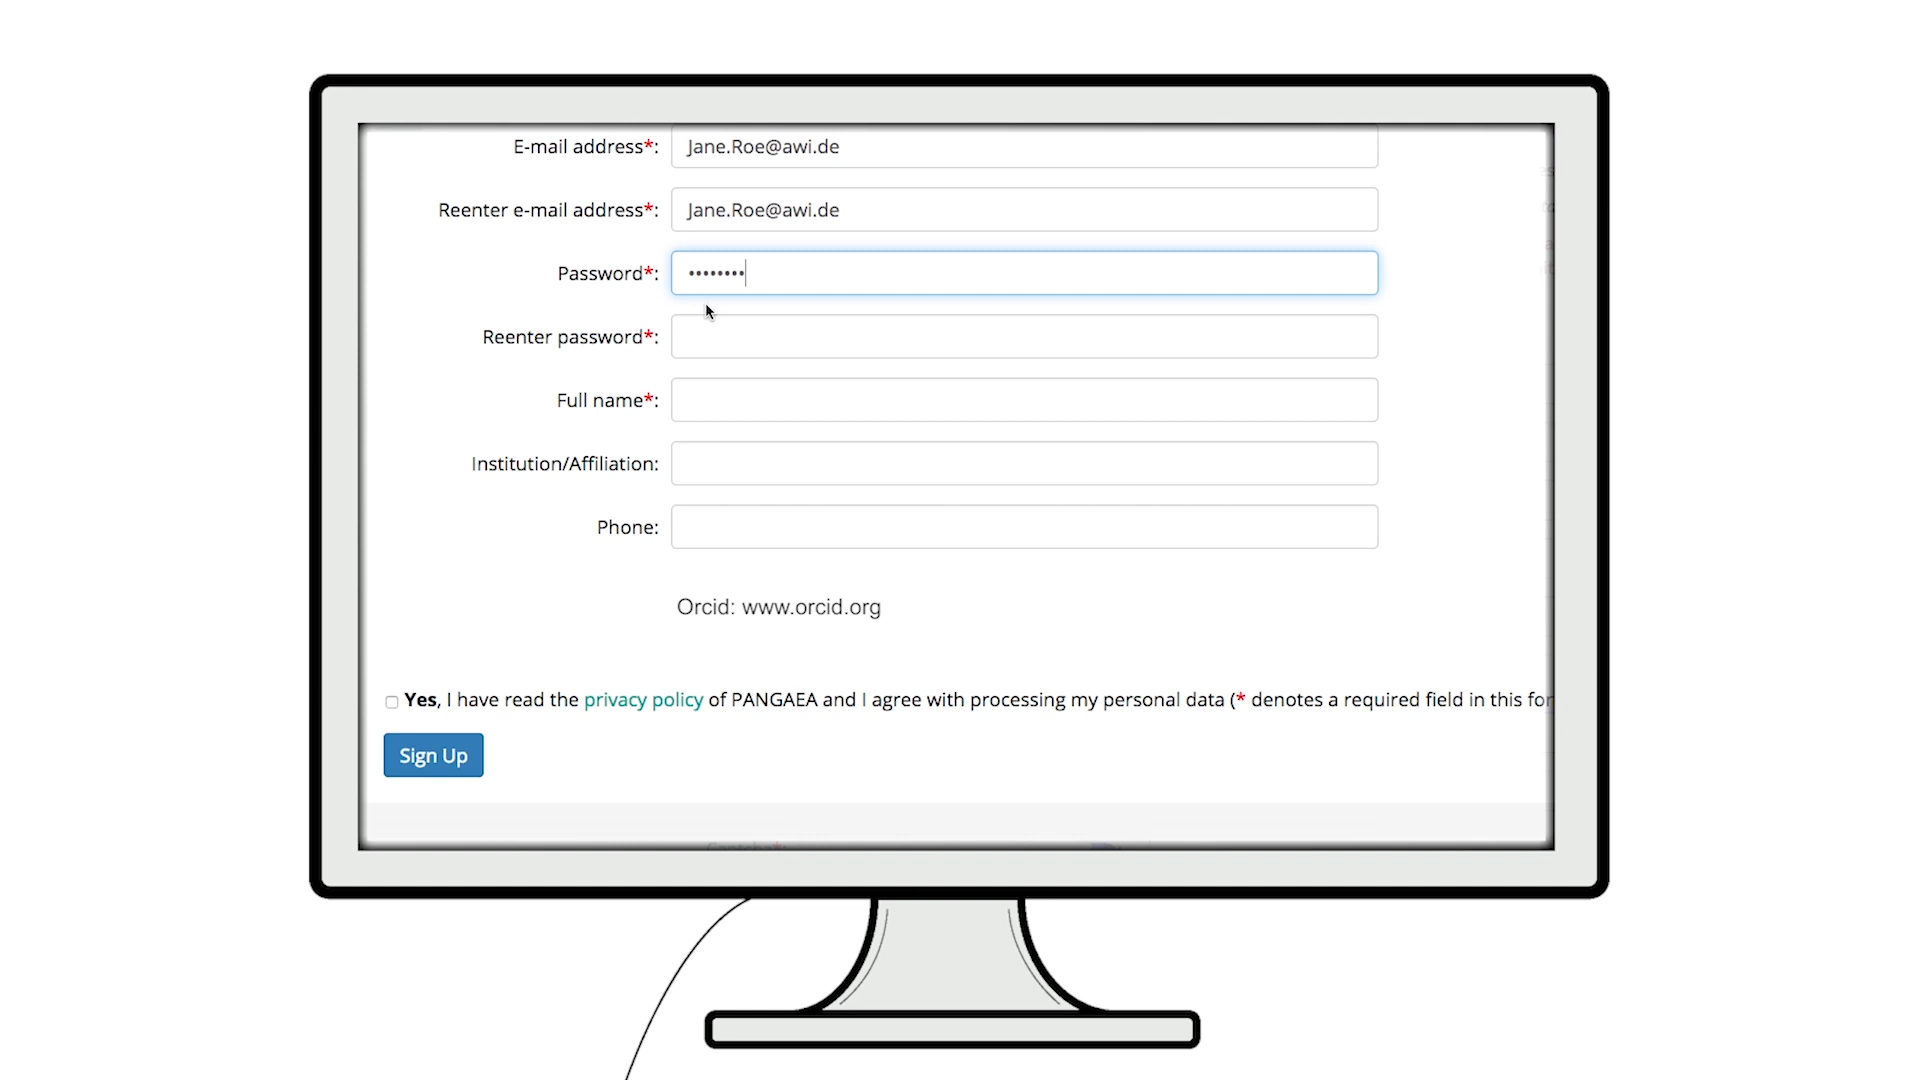 E-mail address*: Jane.Roe@awi.de
Reenter e-mail address*: Jane.Roe@awi.de
Password*: ••••••••
Reenter password*:
Full name*:
Institution/Affiliation:
Phone:
Orcid: www.orcid.org
Yes, I have read the privacy policy of PANGAEA and I agree with processing my personal data (* denotes a required field in this for
Sign Up